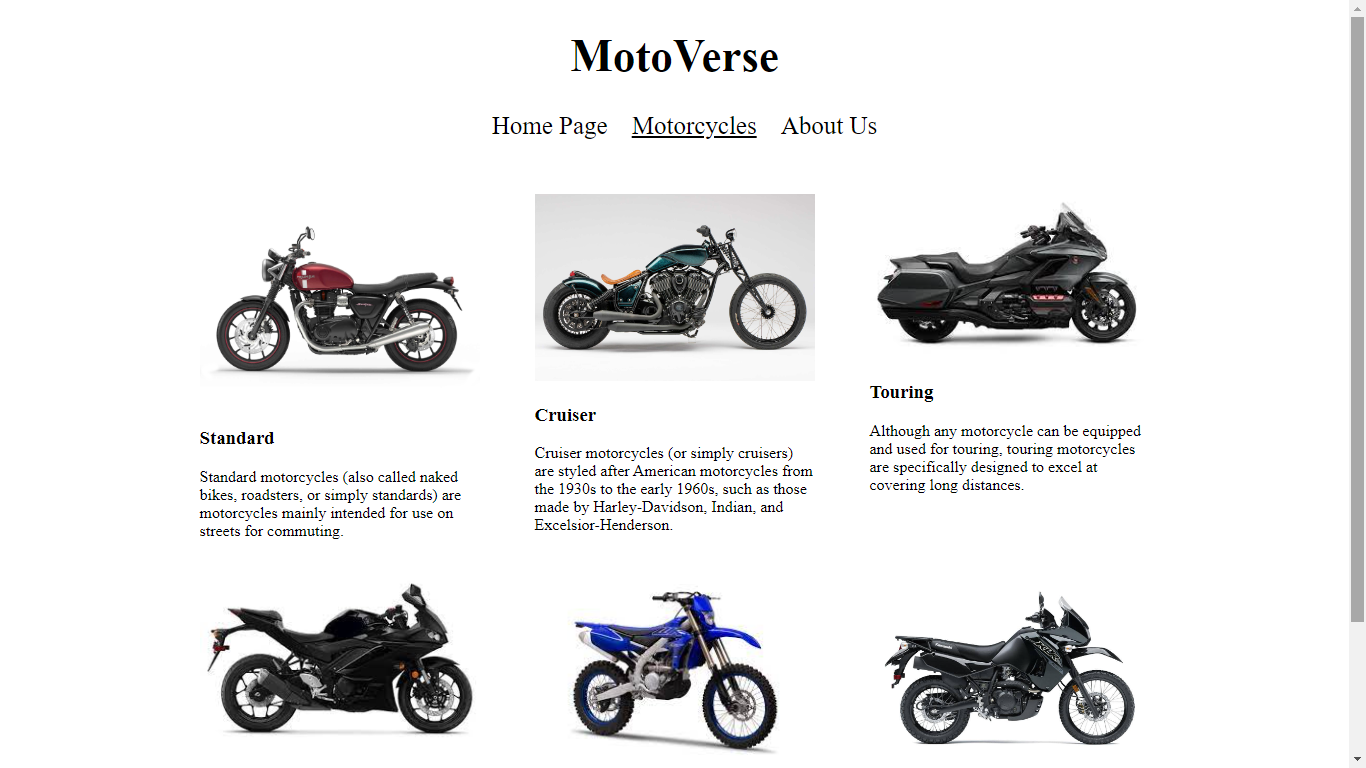 MotoVerse
Home Page Motorcycles About Us
Standard
Standard motorcycles (also called naked
bikes, roadsters, or simply standards) are
motorcycles mainly intended for use on
streets for commuting.
Cruiser
Cruiser motorcycles (or simply cruisers)
are styled after American motorcycles from
the 1930s to the early 1960s, such as those
made by Harley-Davidson, Indian, and
Excelsior-Henderson.
Touring
Although any motorcycle can be equipped
and used for touring, touring motorcycles
are specifically designed to excel at
covering long distances.